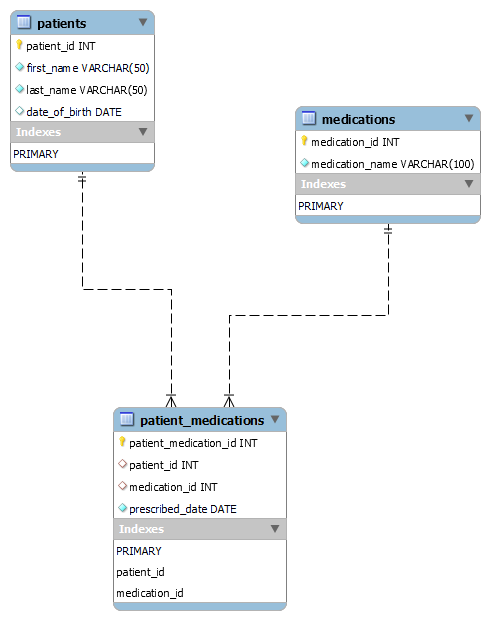 patients
patient_id INT
first_name VARCHAR(50)
last_name VARCHAR(50)
date_of_birth DATE
Indexes
PRIMARY
medications
medication_id INT
medication_name VARCHAR(100)
Indexes
PRIMARY
patient_medications
patient_medication_id INT
patient_id INT
medication_id INT
prescribed_date DATE
Indexes
PRIMARY
patient_id
medication_id